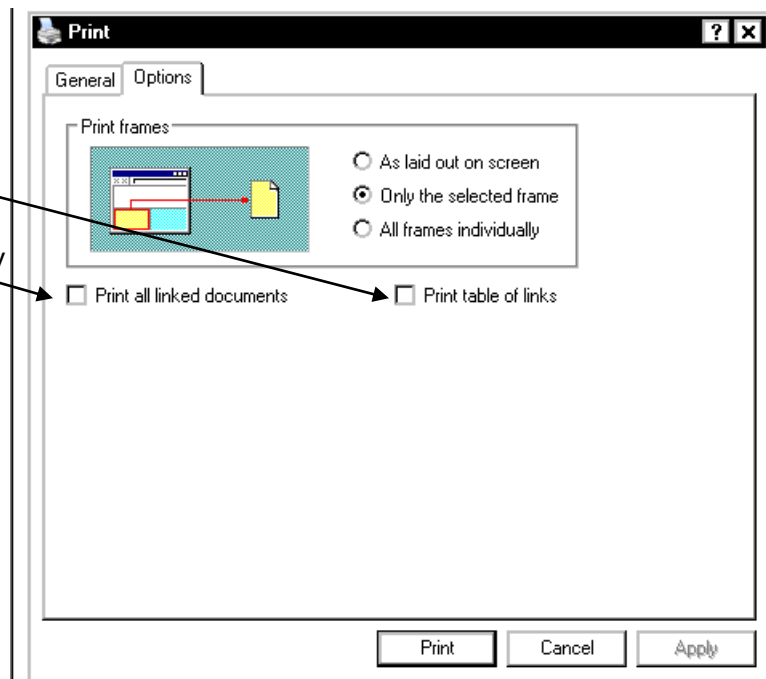 Print
General Options
Print frames
As laid out on screen
Only the selected frame
All frames individually
Print all linked documents Print table of links
Print Cancel Apply